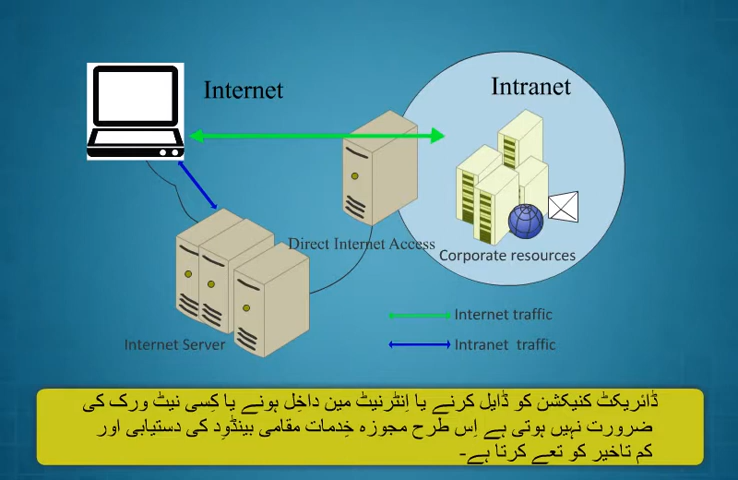 Internet
Intranet
Direct Internet Access
Corporate resources
Internet traffic
Internet Server
Intranet traffic
ڈائریکٹ کنیکشن کو ڈایل کرنے یا اِنٹرنیٹ مین داخِل ہونے یا کِسی نیٹ ورک کی
ضرورت نہیں ہوتی ہے اِس طرح مجوزہ خِدمات مقامی بینڈوِد کی دستیابی اور
کم تاخیر کو تعے کرتا ہے۔